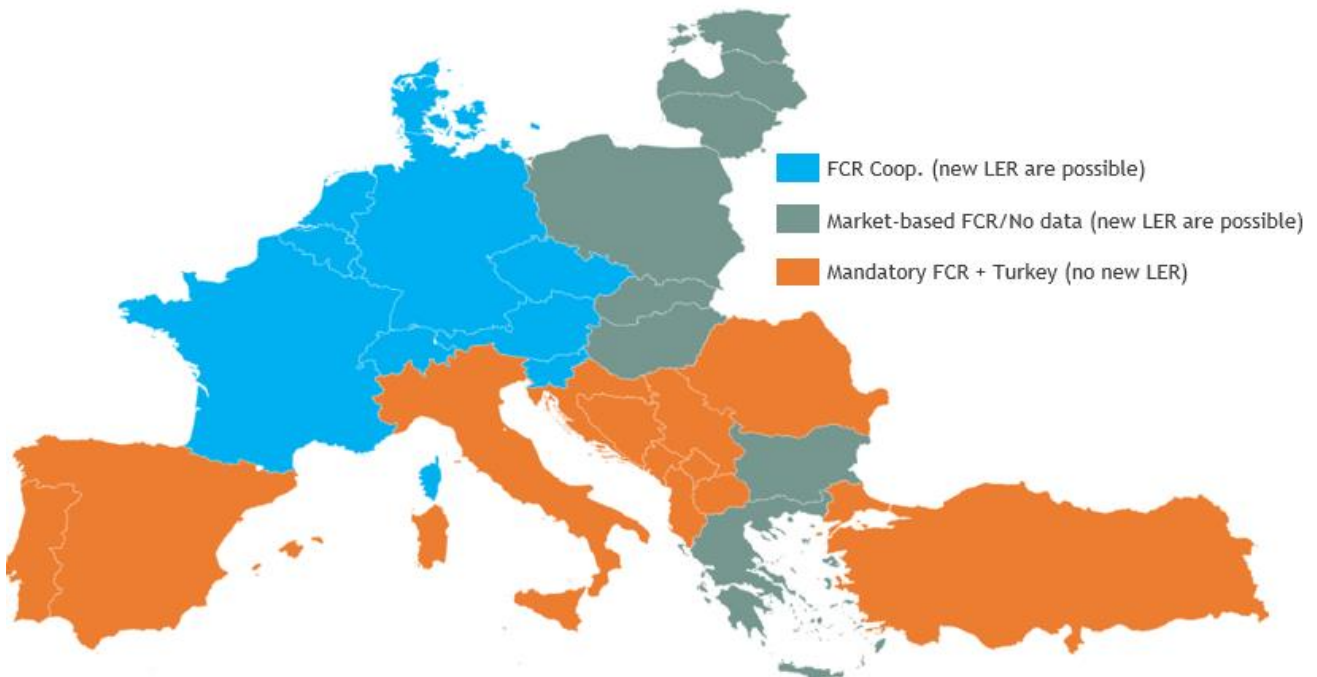 FCR Coop. (new LER are possible)
Market-based FCR/No data (new LER are possible)
Mandatory FCR + Turkey (no new LER)